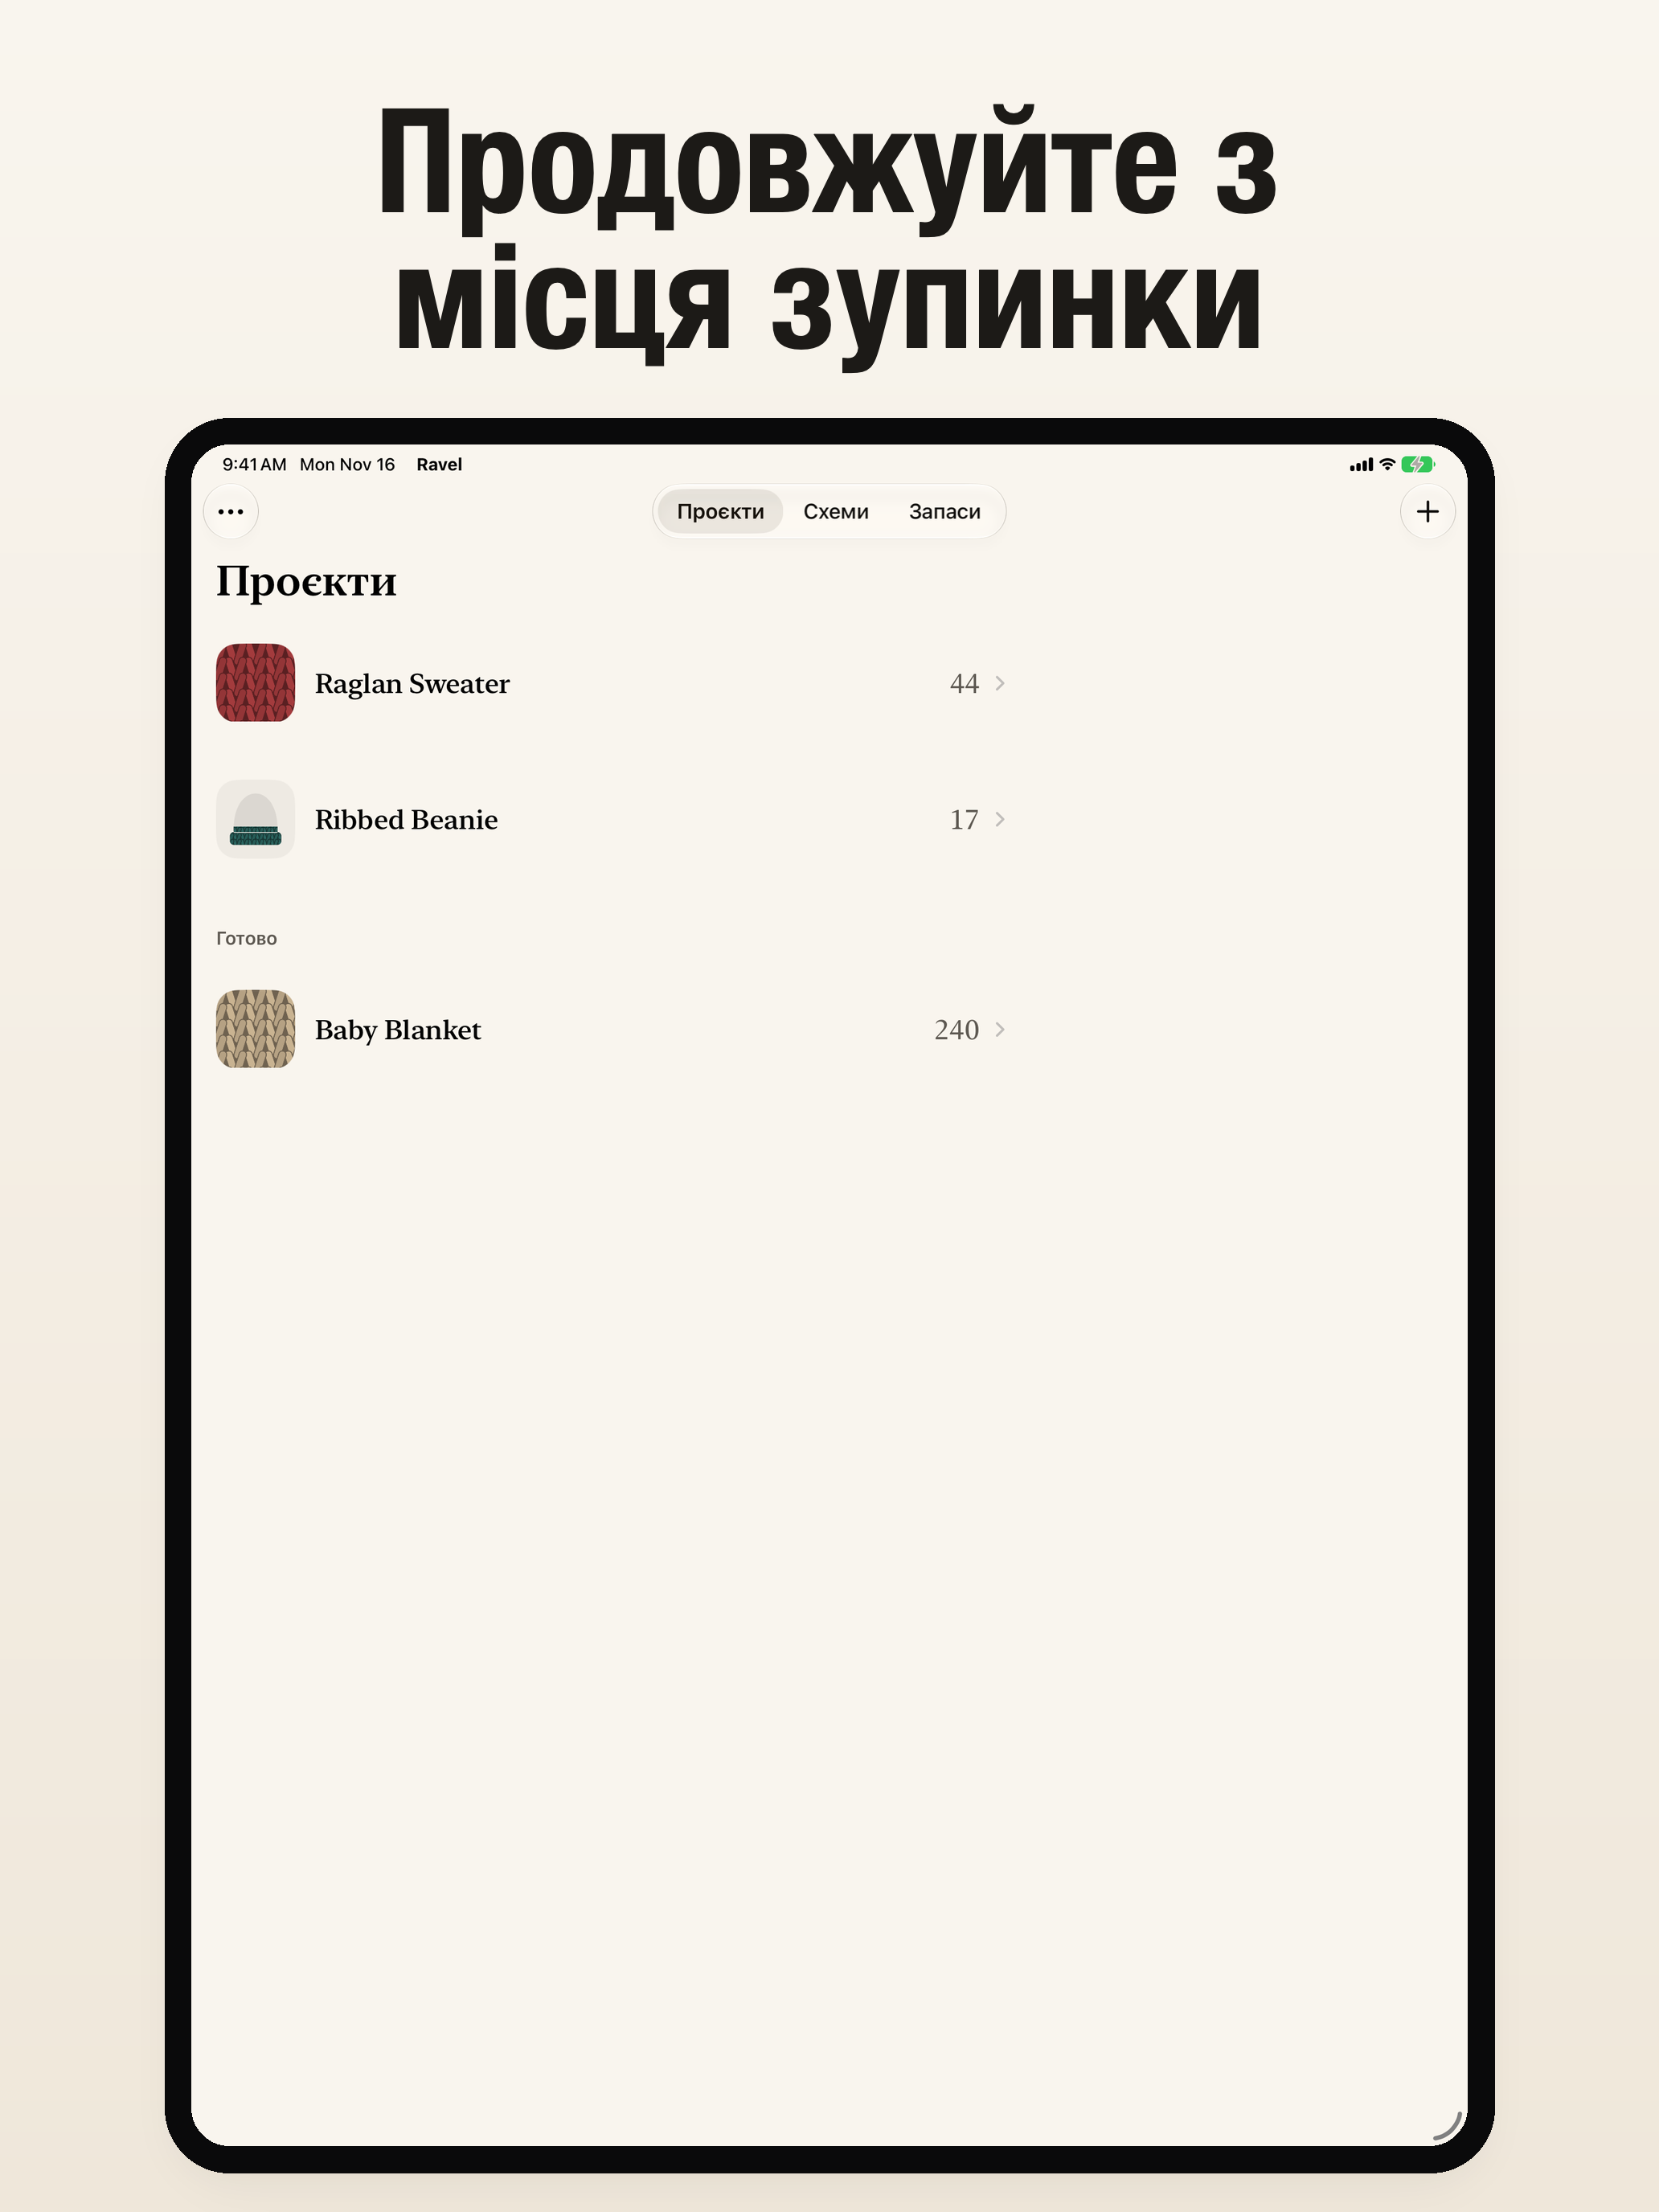 Продовжуйте з
місця зупинки
9:41 AM Mon Nov 16 Ravel
Проєкти Схеми Запаси
Проєкти
Raglan Sweater 44
Ribbed Beanie 17
Готово
Baby Blanket 240